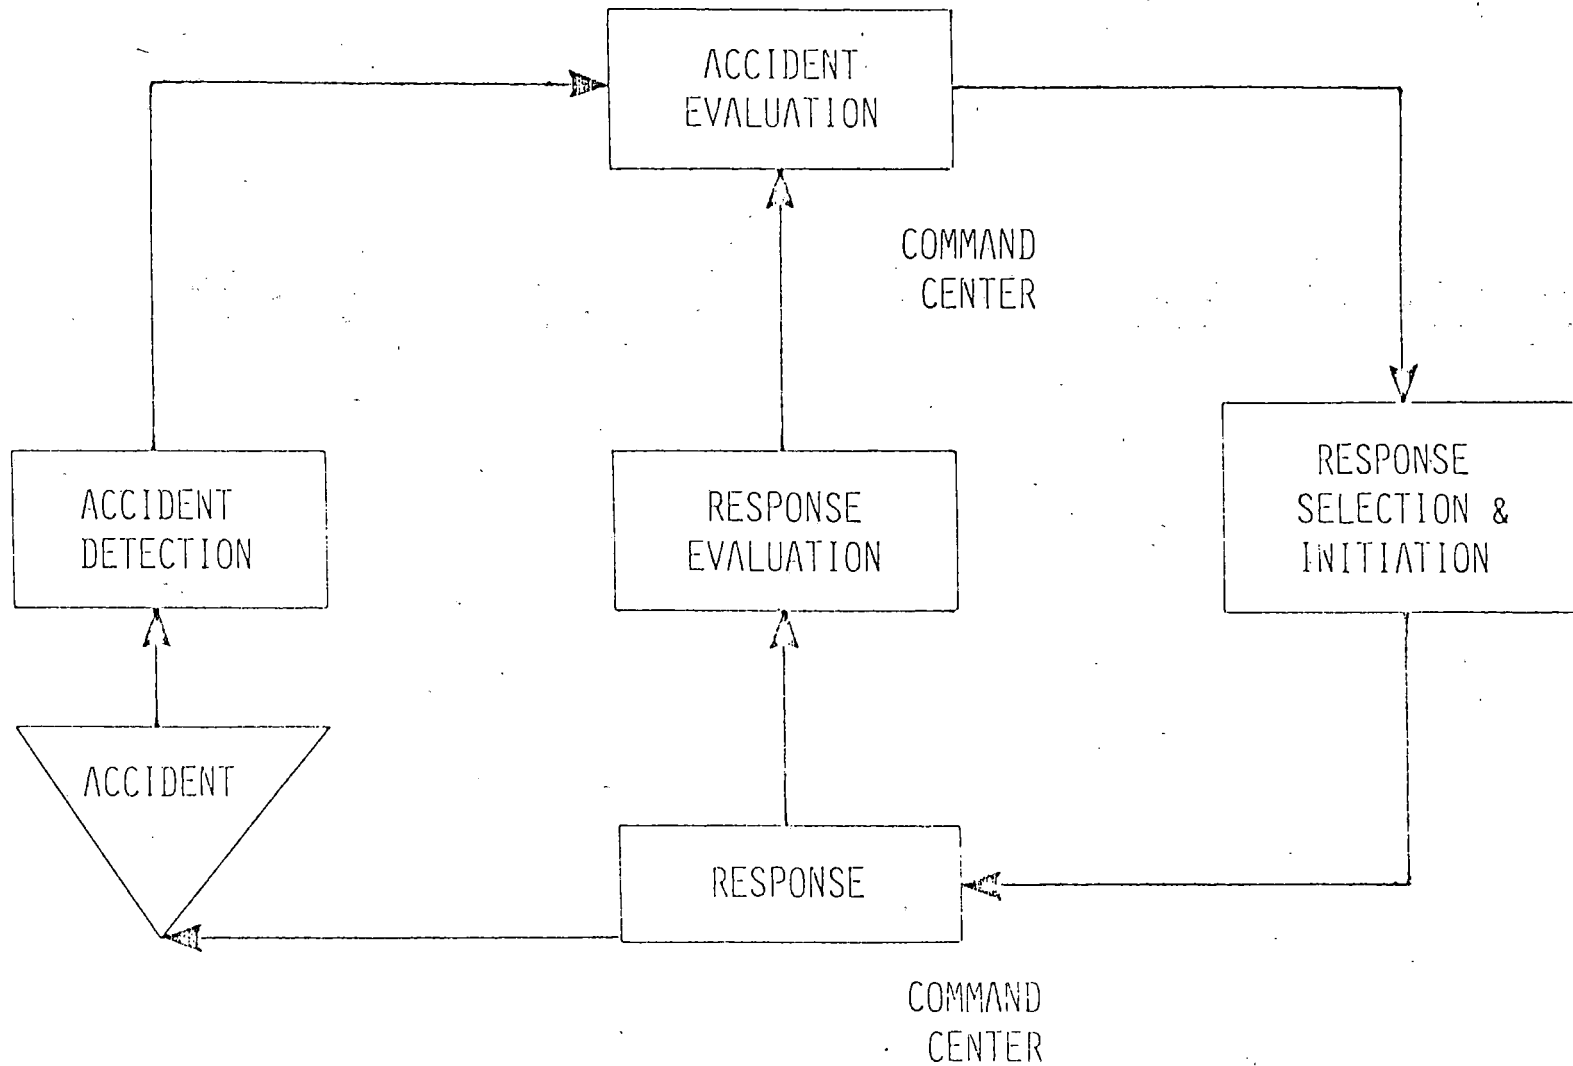 ACCIDENT
EVALUATION
COMMAND
CENTER
ACCIDENT
DETECTION
RESPONSE
EVALUATION
RESPONSE
SELECTION &
INITIATION
ACCIDENT
RESPONSE
COMMAND
CENTER